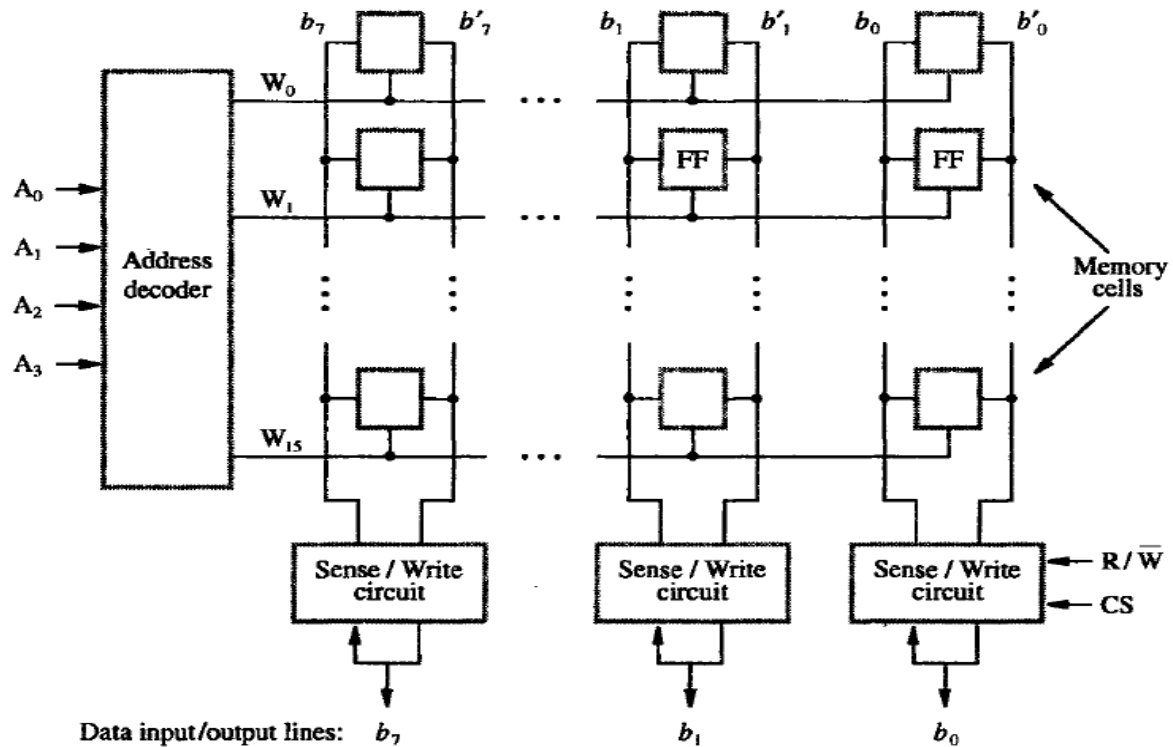 b₇ b′₇ b₁ b′₁ b₀ b′₀
W₀
FF FF
A₀
W₁
A₁
Address
decoder
Memory
cells
A₂
A₃
W₁₅
Sense / Write
circuit
Sense / Write
circuit
Sense / Write
circuit
R / W̅
CS
Data input/output lines: b₇ b₁ b₀